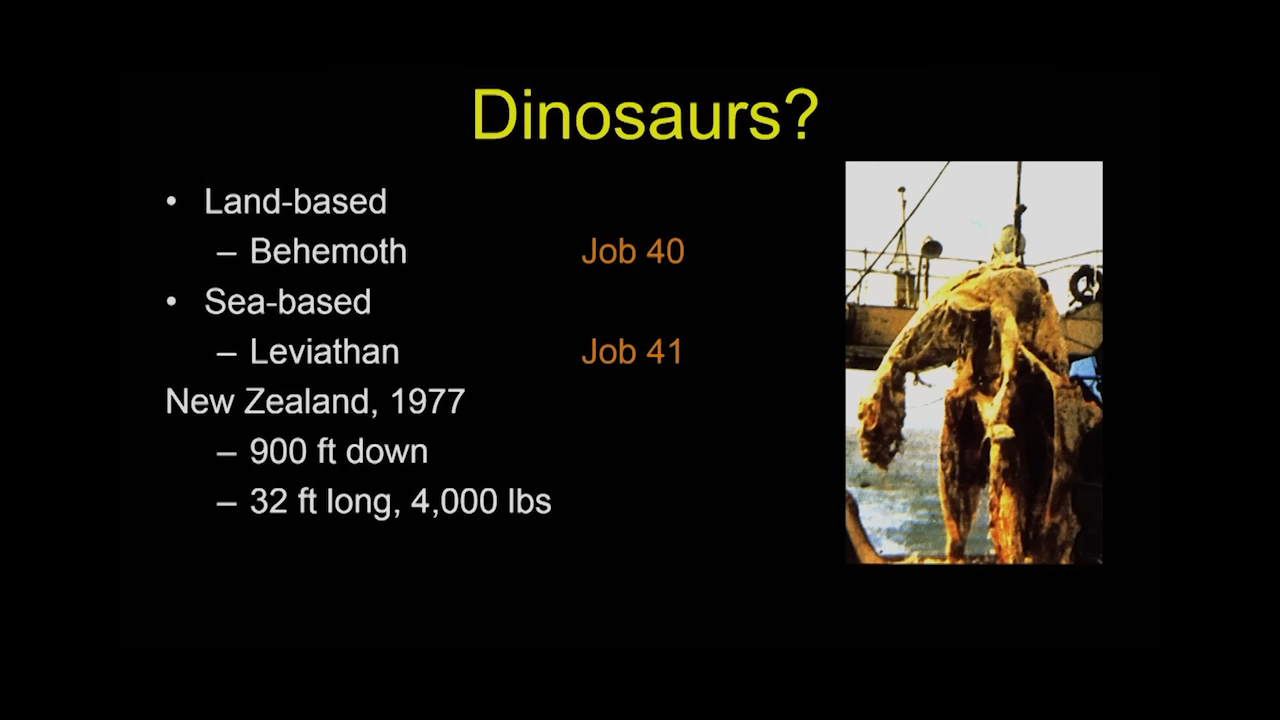 Dinosaurs?
• Land-based
– Behemoth Job 40
• Sea-based
– Leviathan Job 41
New Zealand, 1977
– 900 ft down
– 32 ft long, 4,000 lbs